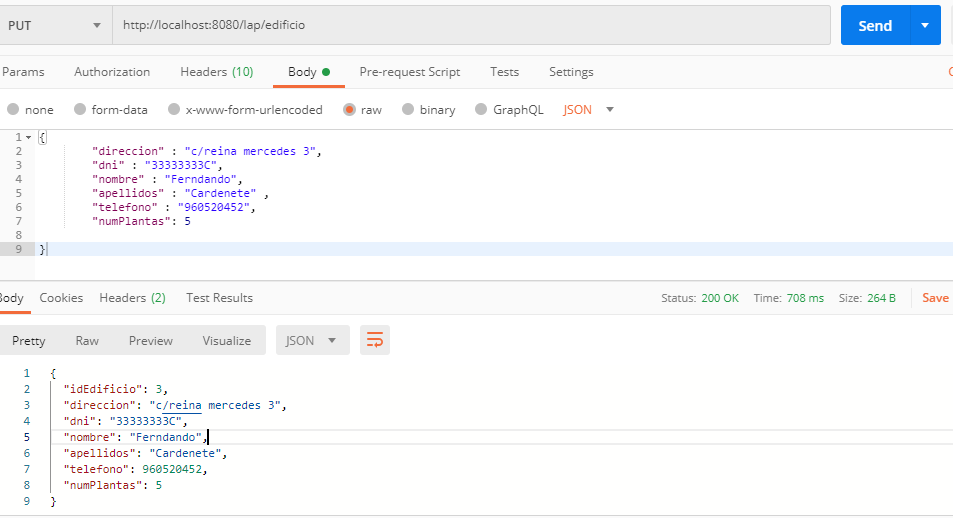 PUT http://localhost:8080/lap/edificio Send
Params Authorization Headers (10) Body Pre-request Script Tests Settings
none form-data x-www-form-urlencoded raw binary GraphQL JSON
1 {
2 "direccion" : "c/reina mercedes 3",
3 "dni" : "33333333C",
4 "nombre" : "Ferndando",
5 "apellidos" : "Cardenete" ,
6 "telefono" : "960520452",
7 "numPlantas": 5
8
9 }
Body Cookies Headers (2) Test Results Status: 200 OK Time: 708 ms Size: 264 B Save
Pretty Raw Preview Visualize JSON
1 {
2 "idEdificio": 3,
3 "direccion": "c/reina mercedes 3",
4 "dni": "33333333C",
5 "nombre": "Ferndando",
6 "apellidos": "Cardenete",
7 "telefono": 960520452,
8 "numPlantas": 5
9 }